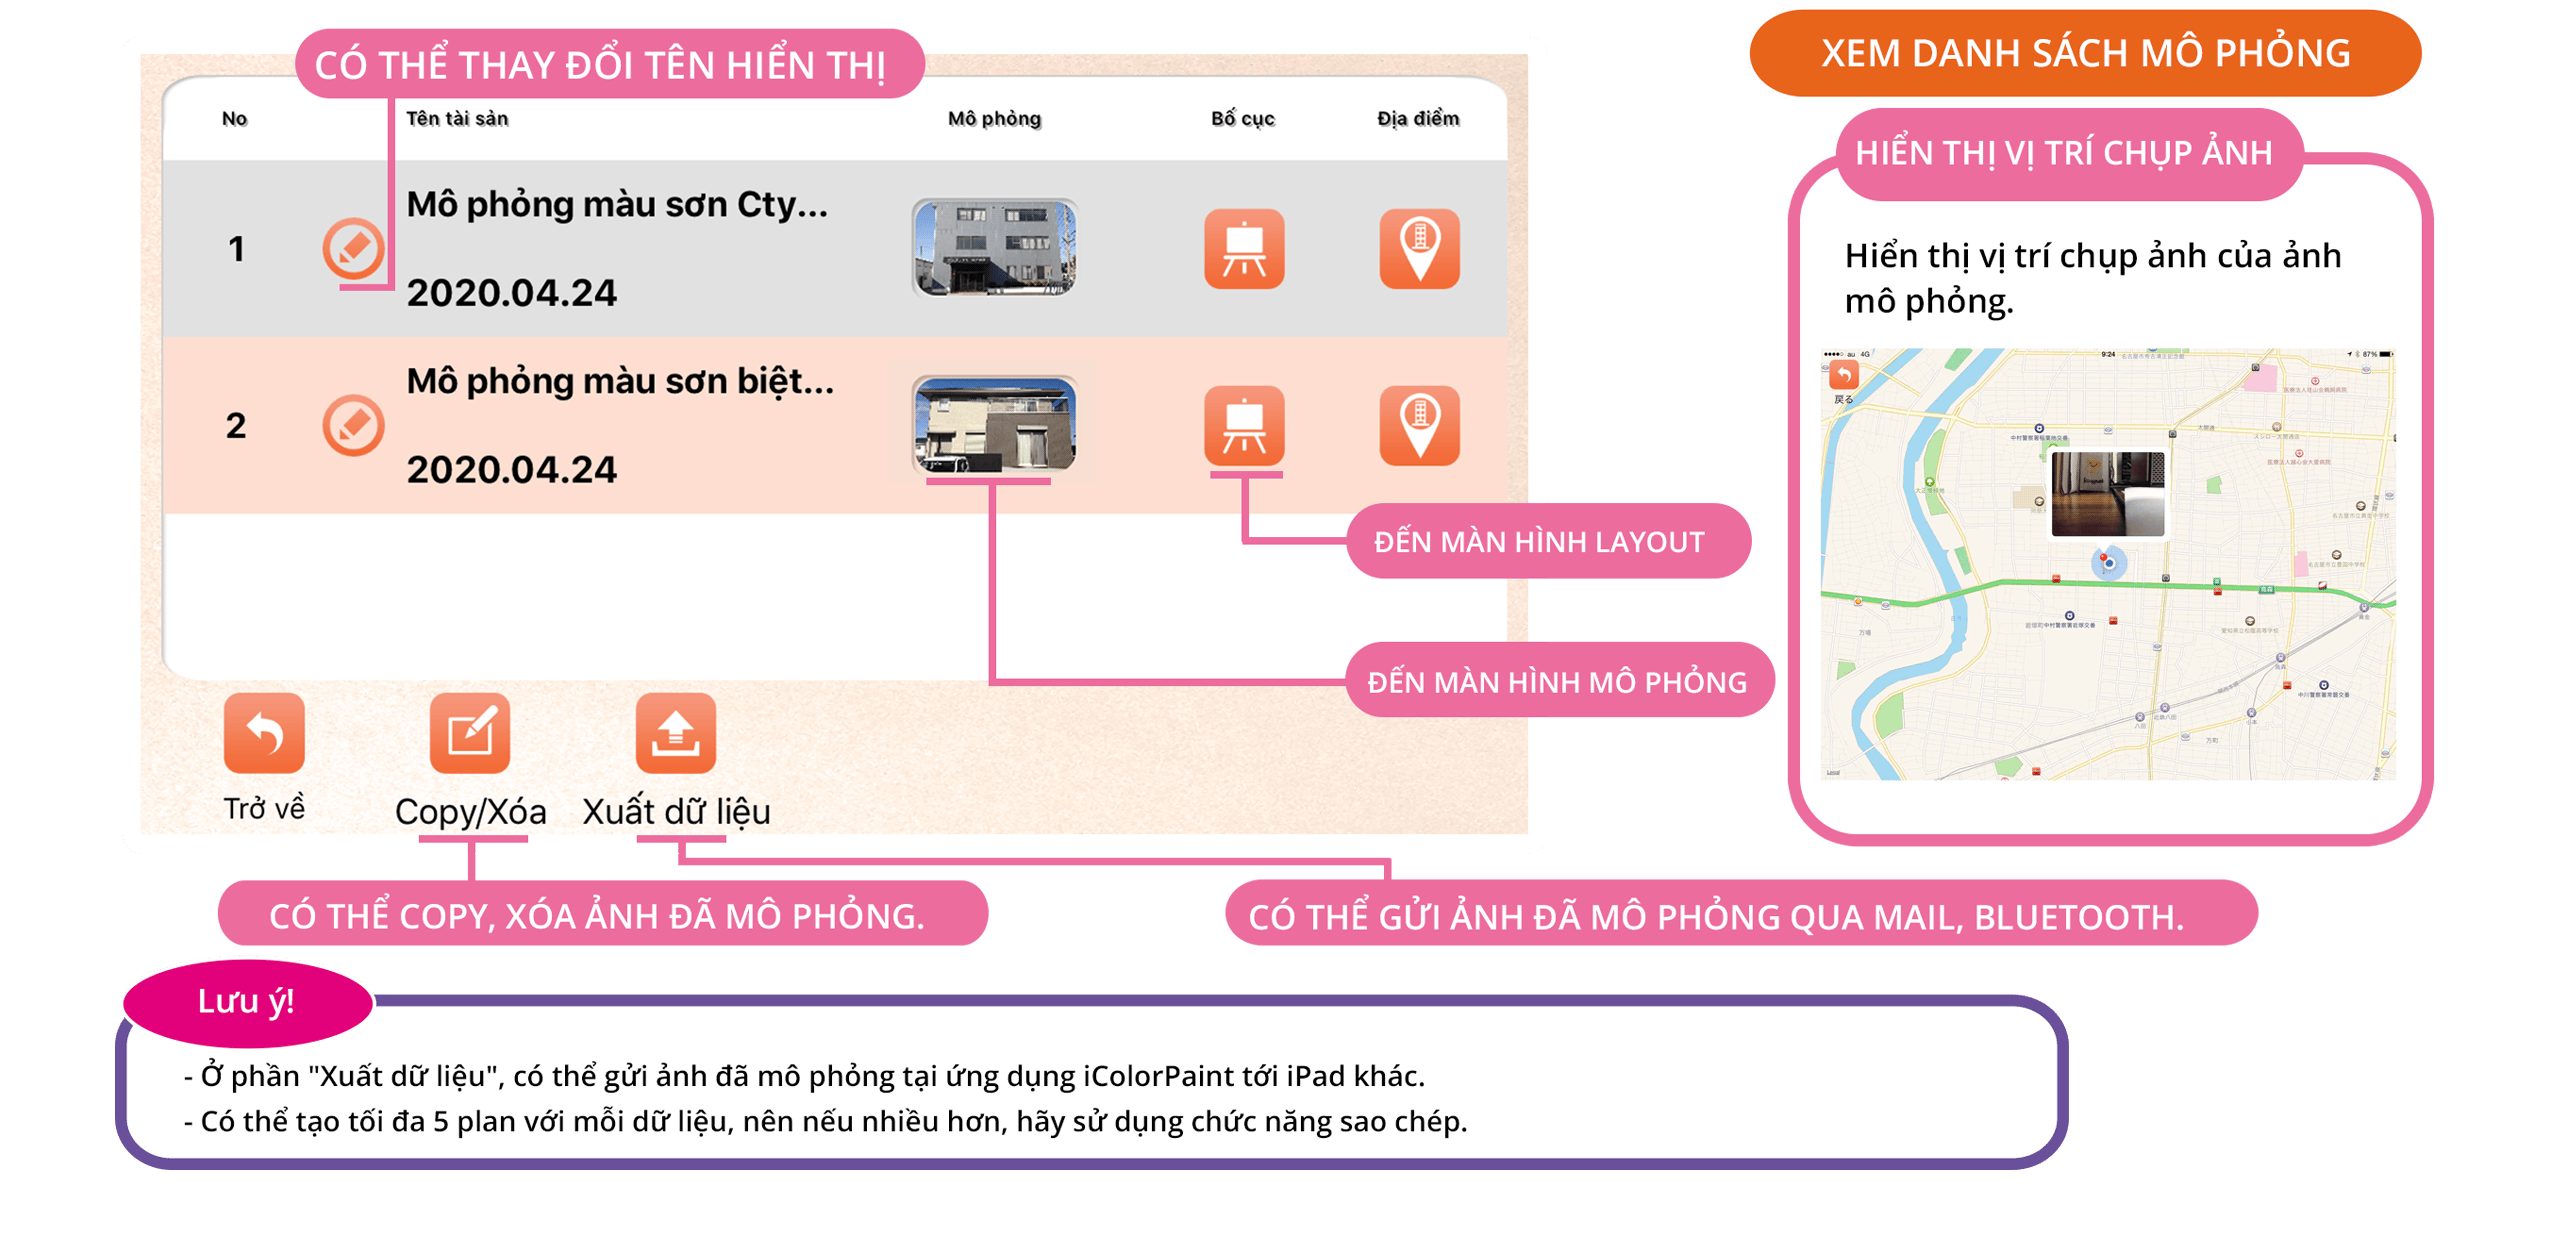 CÓ THỂ THAY ĐỔI TÊN HIỂN THỊ
No Tên tài sản Mô phỏng Bố cục Địa điểm
1
Mô phỏng màu sơn Cty...
2020.04.24
2
Mô phỏng màu sơn biệt...
2020.04.24
ĐẾN MÀN HÌNH LAYOUT
ĐẾN MÀN HÌNH MÔ PHỎNG
Trở về
Copy/Xóa
Xuất dữ liệu
CÓ THỂ COPY, XÓA ẢNH ĐÃ MÔ PHỎNG.
CÓ THỂ GỬI ẢNH ĐÃ MÔ PHỎNG QUA MAIL, BLUETOOTH.
XEM DANH SÁCH MÔ PHỎNG
HIỂN THỊ VỊ TRÍ CHỤP ẢNH
Hiển thị vị trí chụp ảnh của ảnh
mô phỏng.
au 4G 9:24 87%
戻る
Legal
Lưu ý!
- Ở phần "Xuất dữ liệu", có thể gửi ảnh đã mô phỏng tại ứng dụng iColorPaint tới iPad khác.
- Có thể tạo tối đa 5 plan với mỗi dữ liệu, nên nếu nhiều hơn, hãy sử dụng chức năng sao chép.